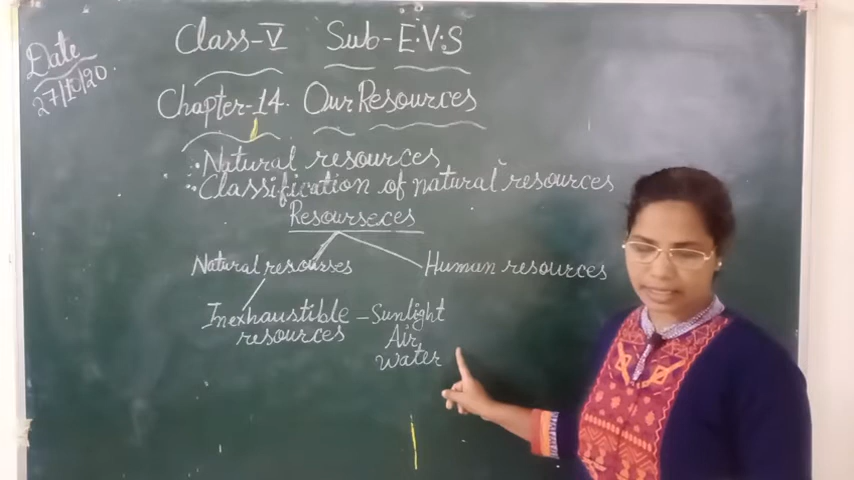 Date
27/10/20.
Class-V Sub-E.V.S
Chapter-14. Our Resources
Natural resources
Classification of natural resources
Resourseces
Natural resourses Human resources
Inexhaustible - Sunlight
resources Air,
Water